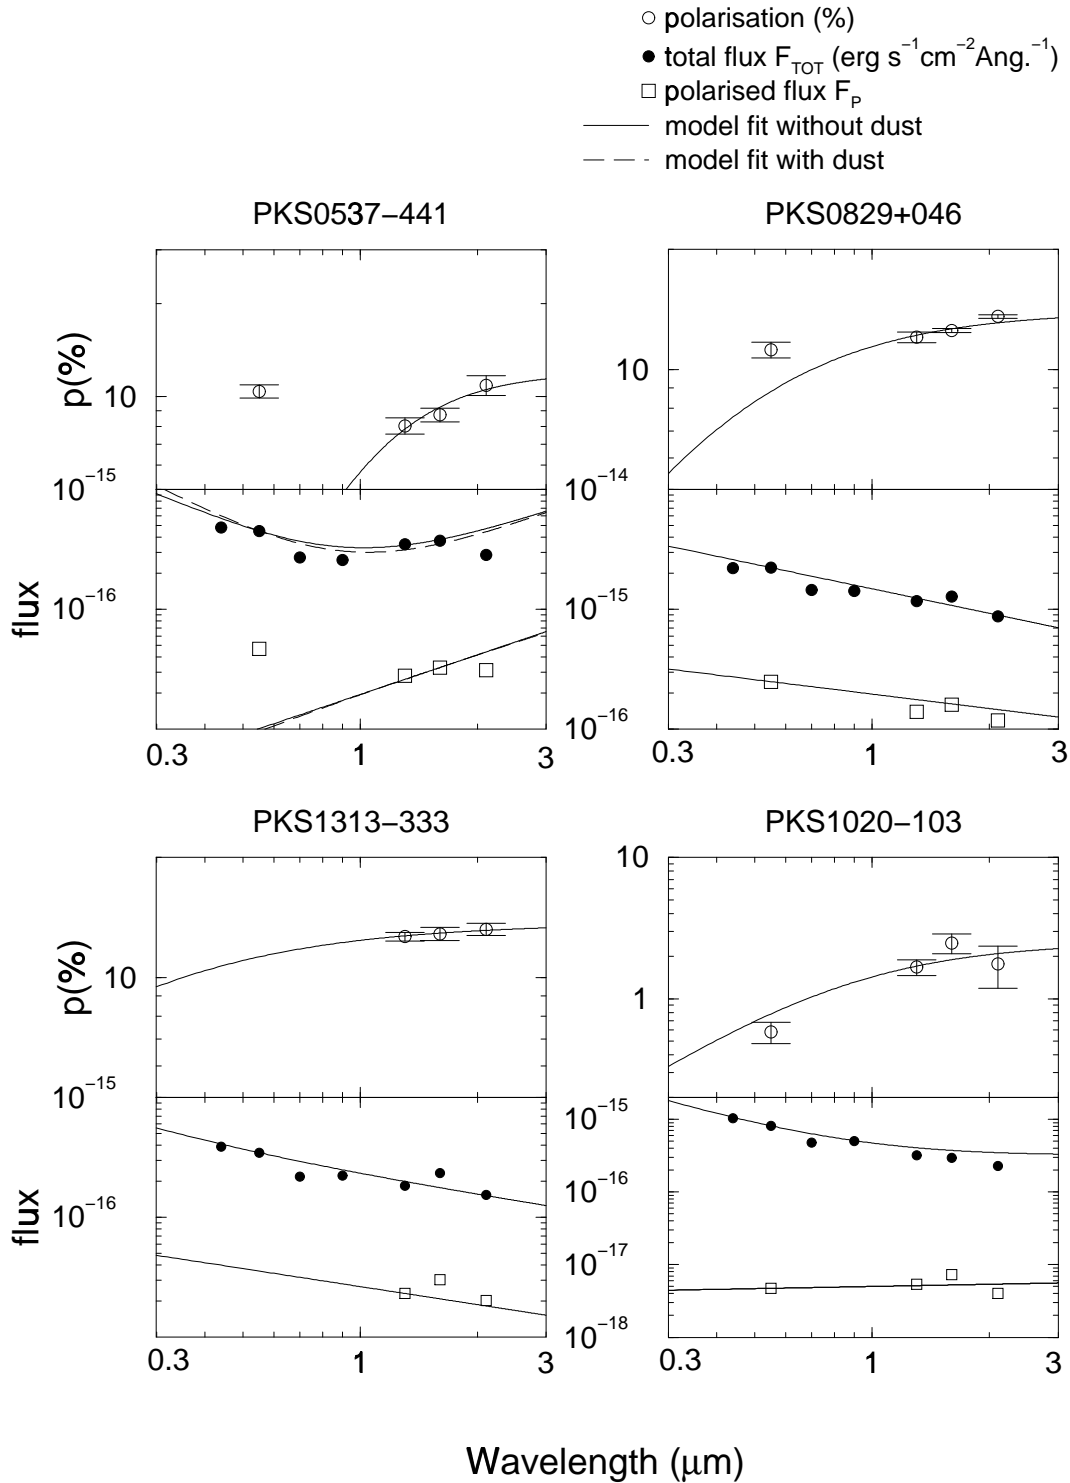 polarisation (%)
total flux F_TOT (erg s⁻¹cm⁻²Ang.⁻¹)
polarised flux F_P
model fit without dust
model fit with dust
PKS0537−441
PKS0829+046
p(%)
10
10
10⁻¹⁵
10⁻¹⁴
flux
10⁻¹⁶
10⁻¹⁵
10⁻¹⁶
0.3 1 3
0.3 1 3
PKS1313−333
PKS1020−103
p(%)
10
10
1
10⁻¹⁵
10⁻¹⁵
flux
10⁻¹⁶
10⁻¹⁶
10⁻¹⁷
10⁻¹⁸
0.3 1 3
0.3 1 3
Wavelength (μm)